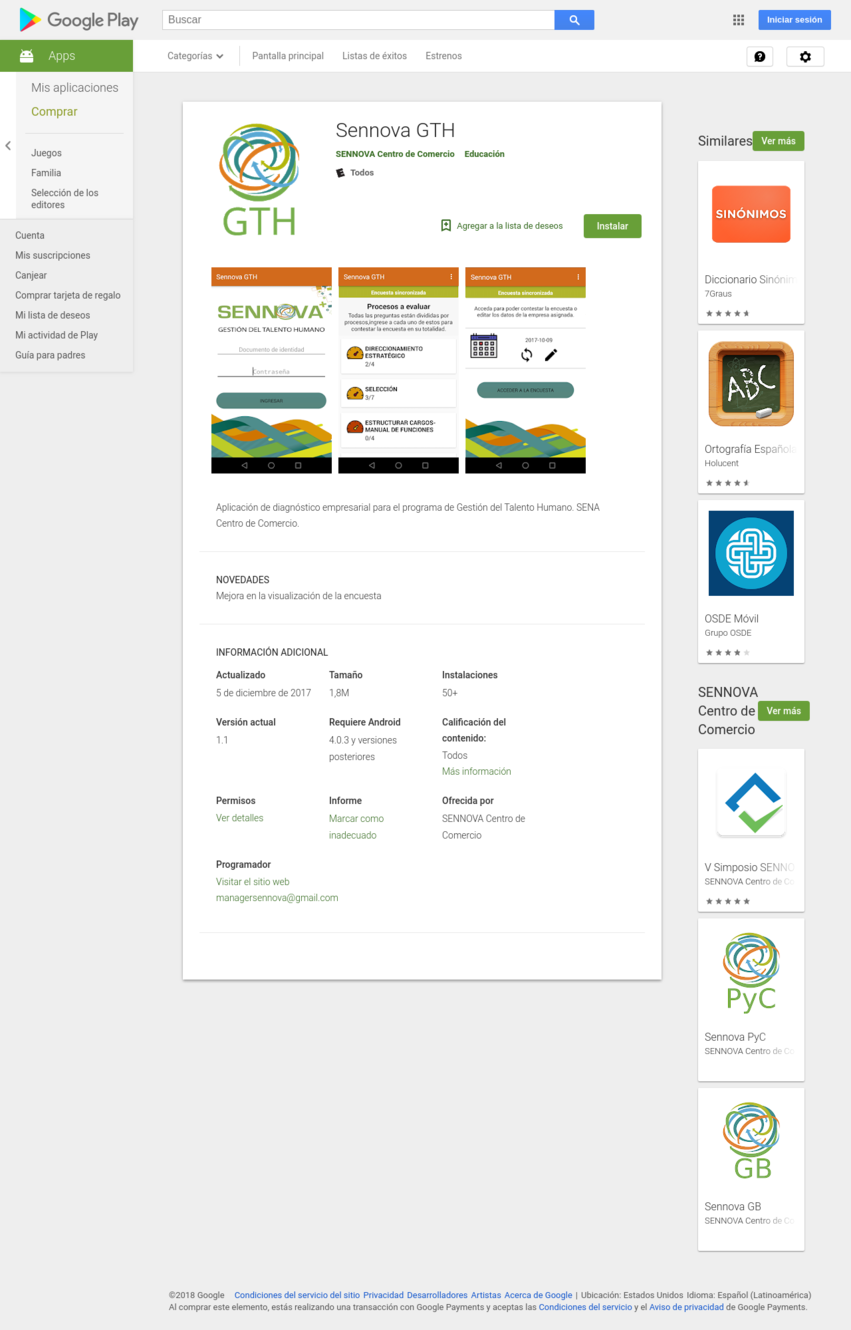 Google Play
Buscar
Iniciar sesión
Apps
Categorías
Pantalla principal
Listas de éxitos
Estrenos
Mis aplicaciones
Comprar
Juegos
Familia
Selección de los
editores
Cuenta
Mis suscripciones
Canjear
Comprar tarjeta de regalo
Mi lista de deseos
Mi actividad de Play
Guía para padres
GTH
Sennova GTH
SENNOVA Centro de Comercio Educación
Todos
Agregar a la lista de deseos
Instalar
Sennova GTH
SENNOVA
GESTIÓN DEL TALENTO HUMANO
Documento de identidad
Contraseña
INGRESAR
Sennova GTH
Encuesta sincronizada
Procesos a evaluar
Todas las preguntas están divididas por
procesos,ingrese a cada uno de estos para
contestar la encuesta en su totalidad.
DIRECCIONAMIENTO
ESTRATÉGICO
2/4
SELECCIÓN
3/7
ESTRUCTURAR CARGOS-
MANUAL DE FUNCIONES
0/4
Sennova GTH
Encuesta sincronizada
Acceda para poder contestar la encuesta o
editar los datos de la empresa asignada.
2017-10-09
ACCEDER A LA ENCUESTA
Aplicación de diagnóstico empresarial para el programa de Gestión del Talento Humano. SENA
Centro de Comercio.
NOVEDADES
Mejora en la visualización de la encuesta
INFORMACIÓN ADICIONAL
Actualizado
5 de diciembre de 2017
Tamaño
1,8M
Instalaciones
50+
Versión actual
1.1
Requiere Android
4.0.3 y versiones
posteriores
Calificación del
contenido:
Todos
Más información
Permisos
Ver detalles
Informe
Marcar como
inadecuado
Ofrecida por
SENNOVA Centro de
Comercio
Programador
Visitar el sitio web
managersennova@gmail.com
Similares
Ver más
SINÓNIMOS
Diccionario Sinónim
7Graus
ABC
Ortografía Española
Holucent
OSDE Móvil
Grupo OSDE
SENNOVA
Centro de
Comercio
Ver más
V Simposio SENNO
SENNOVA Centro de Co
PyC
Sennova PyC
SENNOVA Centro de Co
GB
Sennova GB
SENNOVA Centro de Co
©2018 Google Condiciones del servicio del sitio Privacidad Desarrolladores Artistas Acerca de Google | Ubicación: Estados Unidos Idioma: Español (Latinoamérica)
Al comprar este elemento, estás realizando una transacción con Google Payments y aceptas las Condiciones del servicio y el Aviso de privacidad de Google Payments.